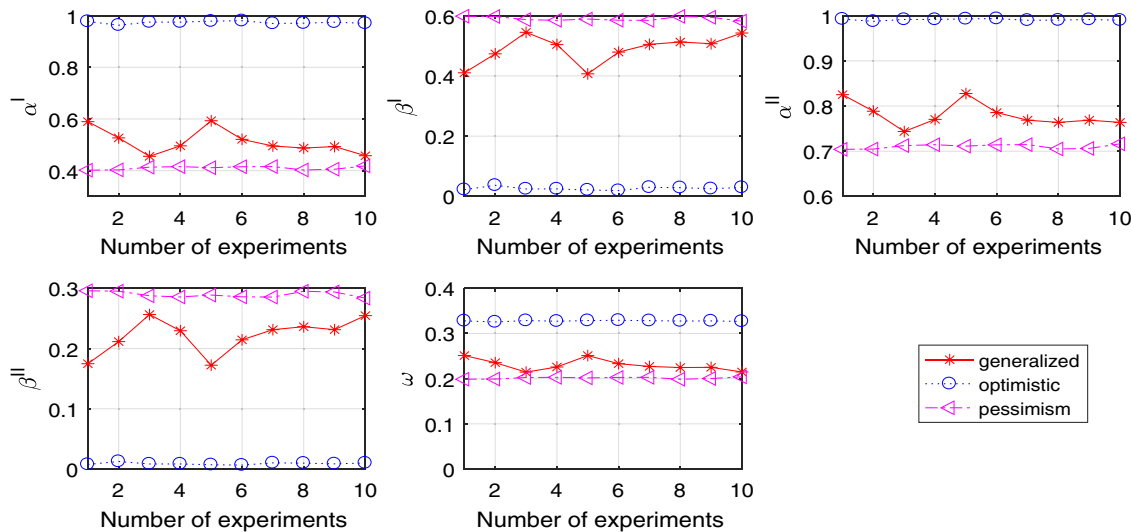 1
0.8
0.6
0.4
αᴵ
2 4 6 8 10
Number of experiments
0.6
0.4
0.2
0
βᴵ
2 4 6 8 10
Number of experiments
1
0.9
0.8
0.7
0.6
αᴵᴵ
2 4 6 8 10
Number of experiments
0.3
0.2
0.1
0
βᴵᴵ
2 4 6 8 10
Number of experiments
0.4
0.3
0.2
0.1
0
ω
2 4 6 8 10
Number of experiments
generalized
optimistic
pessimism